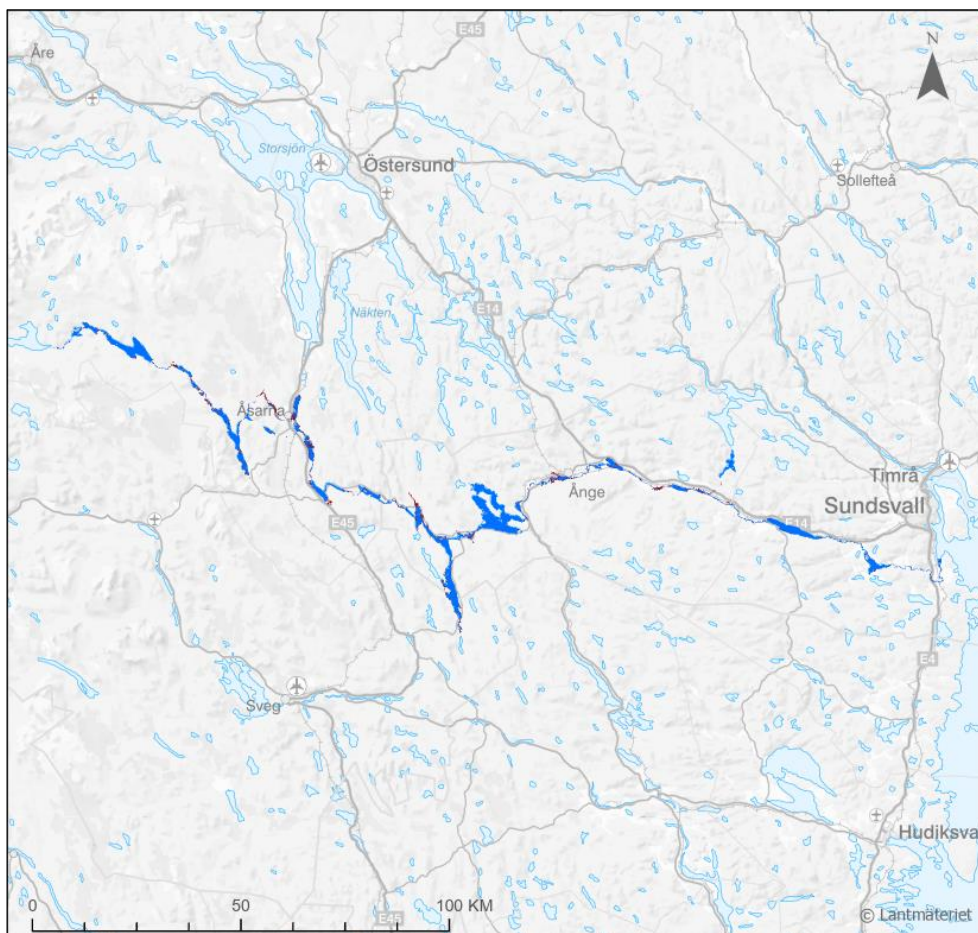 E45
Åre
N
Storsjön
Östersund
Sollefteå
E14
Näkten
Åsarna
Timrå
Ånge
Sundsvall
E45
E14
E4
Sveg
Hudiksva
0 50 100 KM
E45
© Lantmäteriet